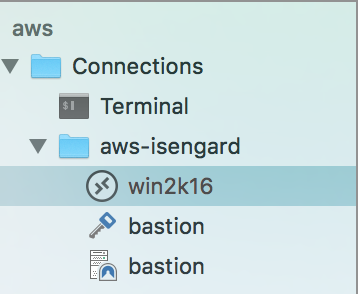 aws
Connections
Terminal
aws-isengard
win2k16
bastion
bastion